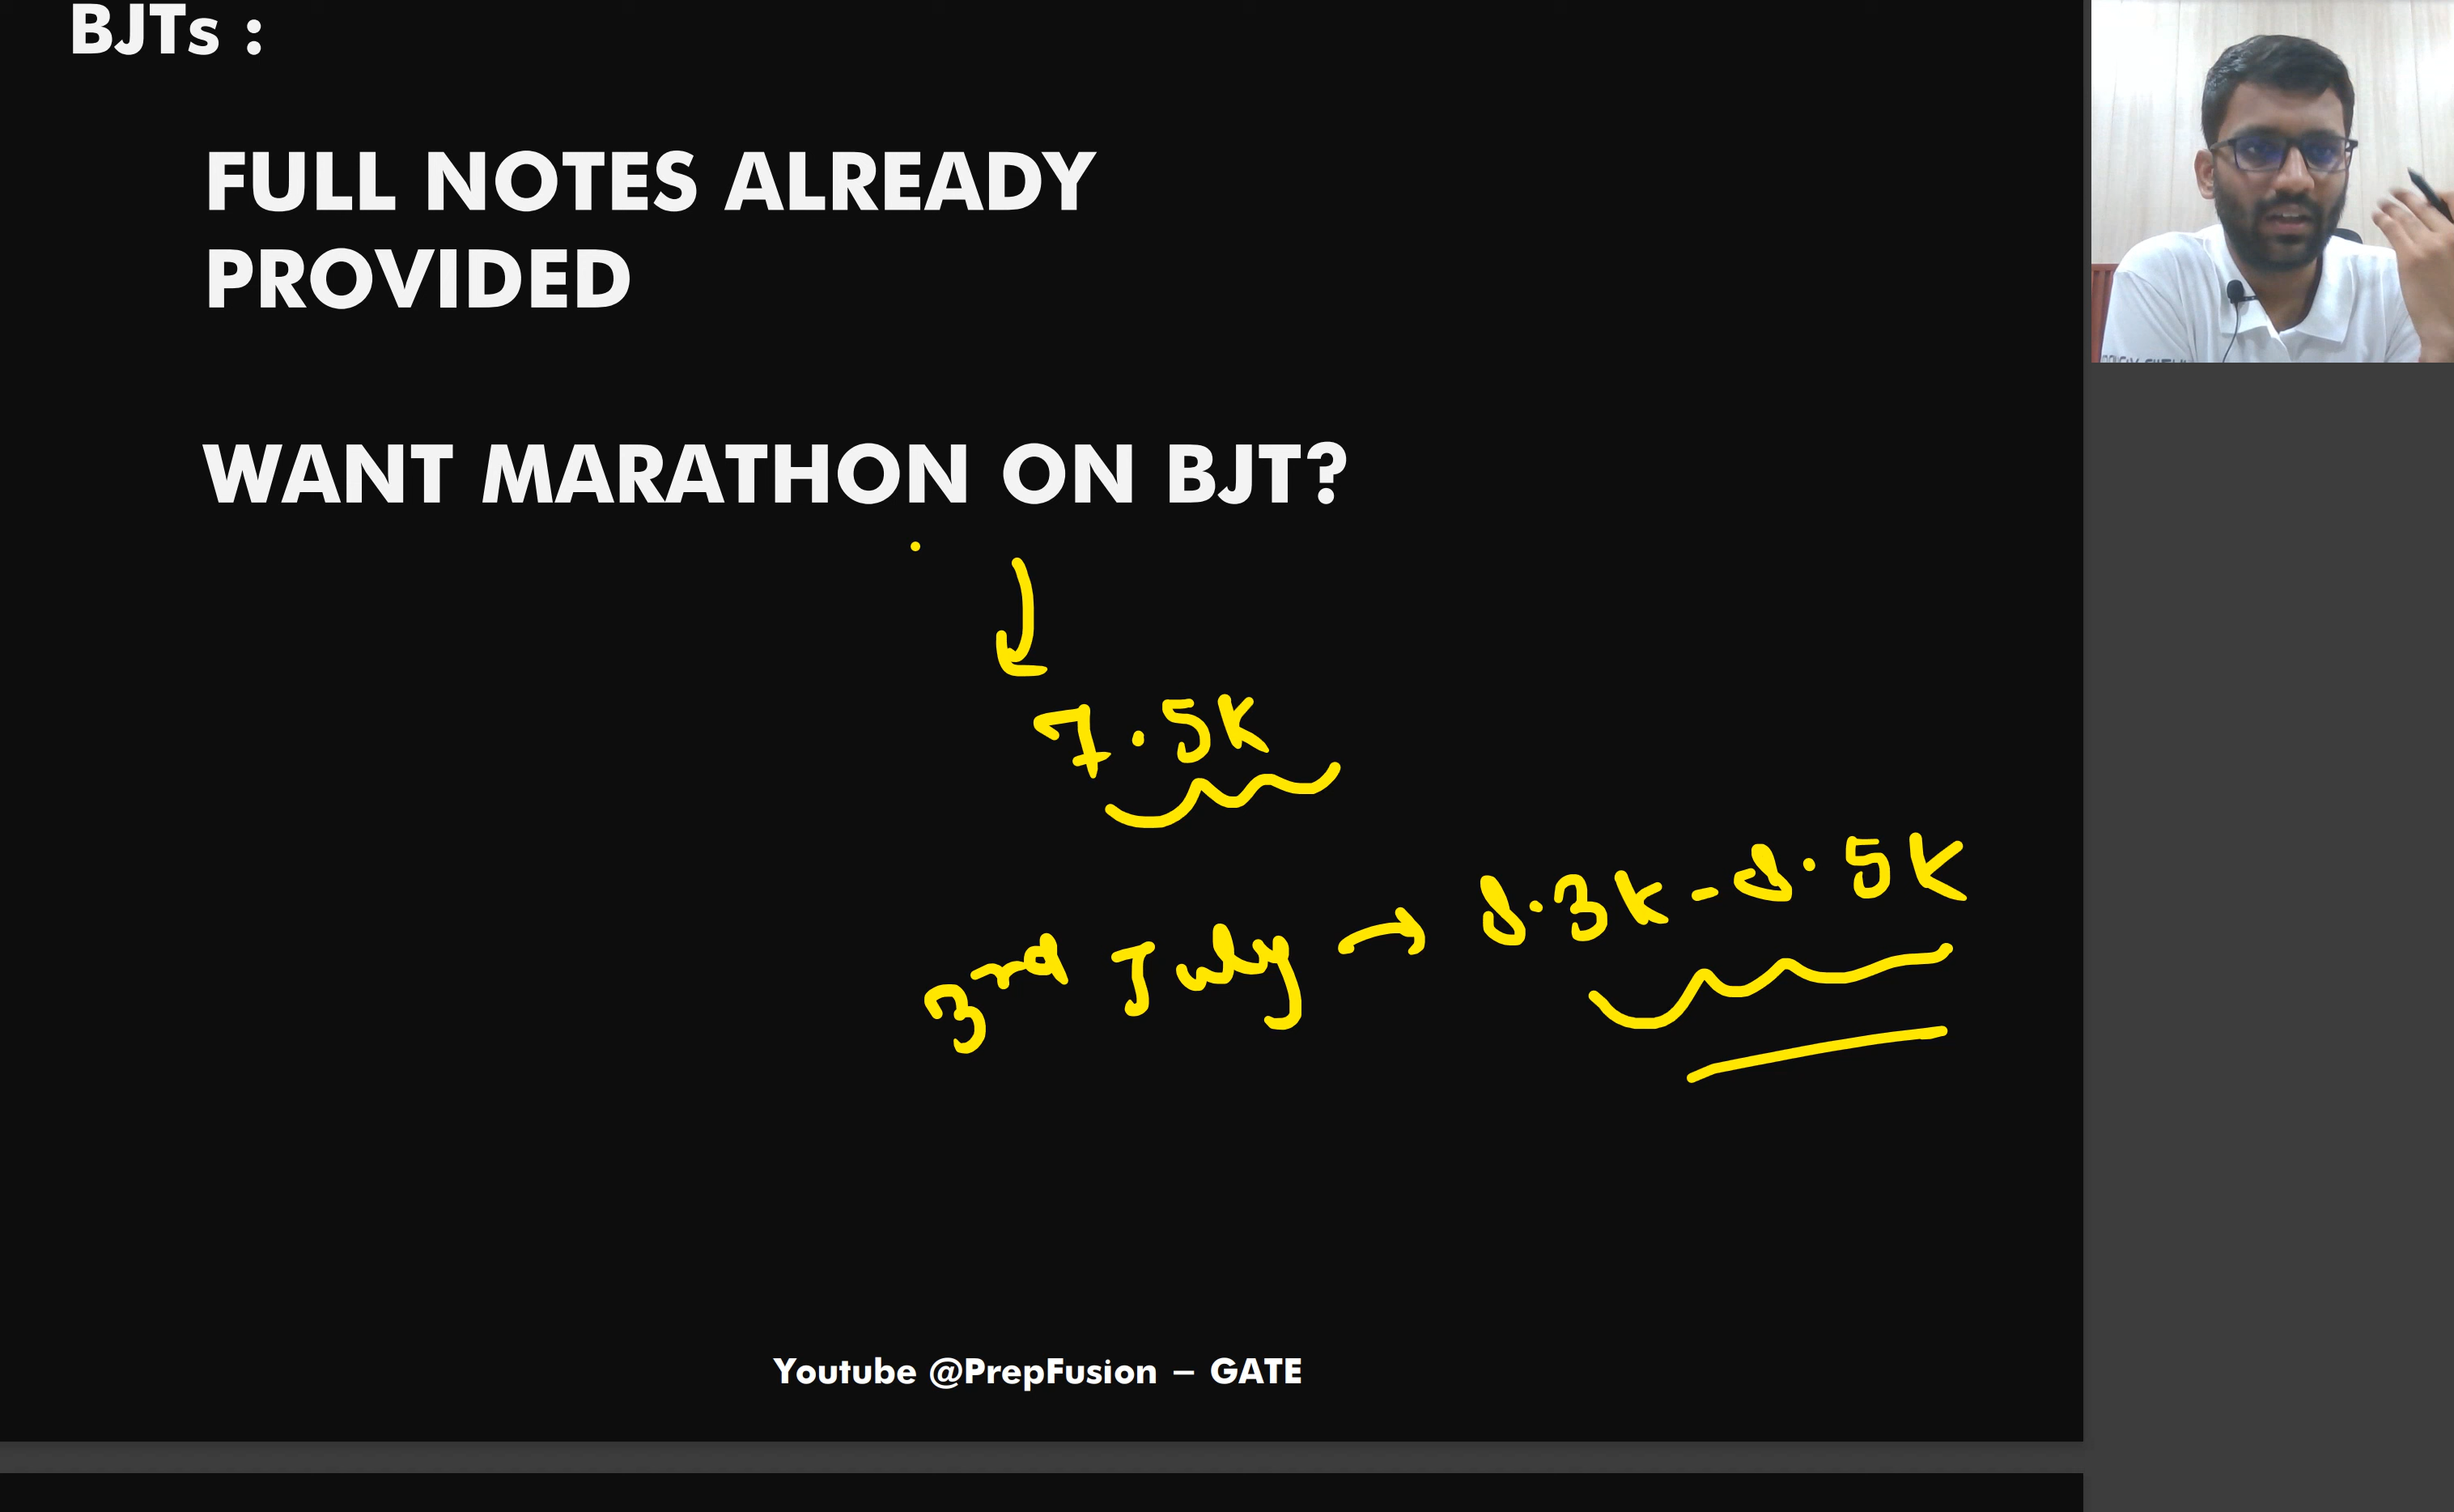 BJTs :
FULL NOTES ALREADY
PROVIDED
WANT MARATHON ON BJT?
7.5K
3rd July → 8.3K-8.5K
Youtube @PrepFusion – GATE